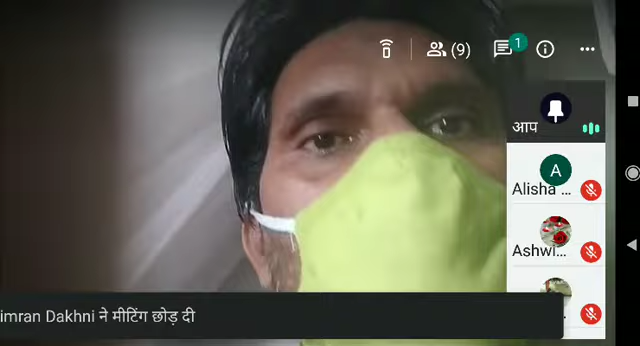 (9)
1
आप
A
Alisha ...
Ashwi...
imran Dakhni ने मीटिंग छोड़ दी